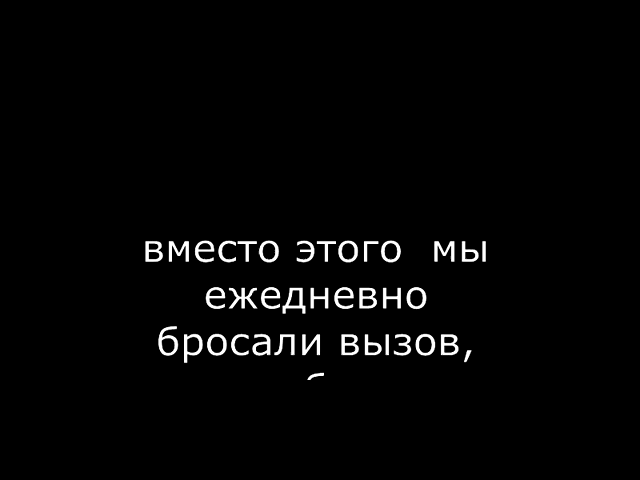 вместо этого  мы
ежедневно
бросали вызов,